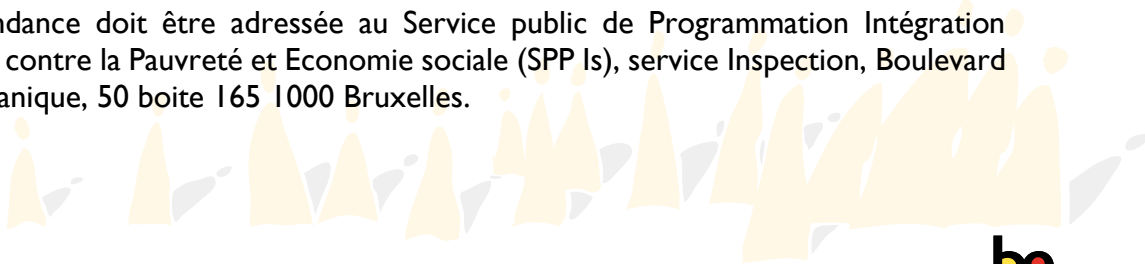 ndance doit être adressée au Service public de Programmation Intégration
contre la Pauvreté et Economie sociale (SPP Is), service Inspection, Boulevard
anique, 50 boite 165 1000 Bruxelles.
be